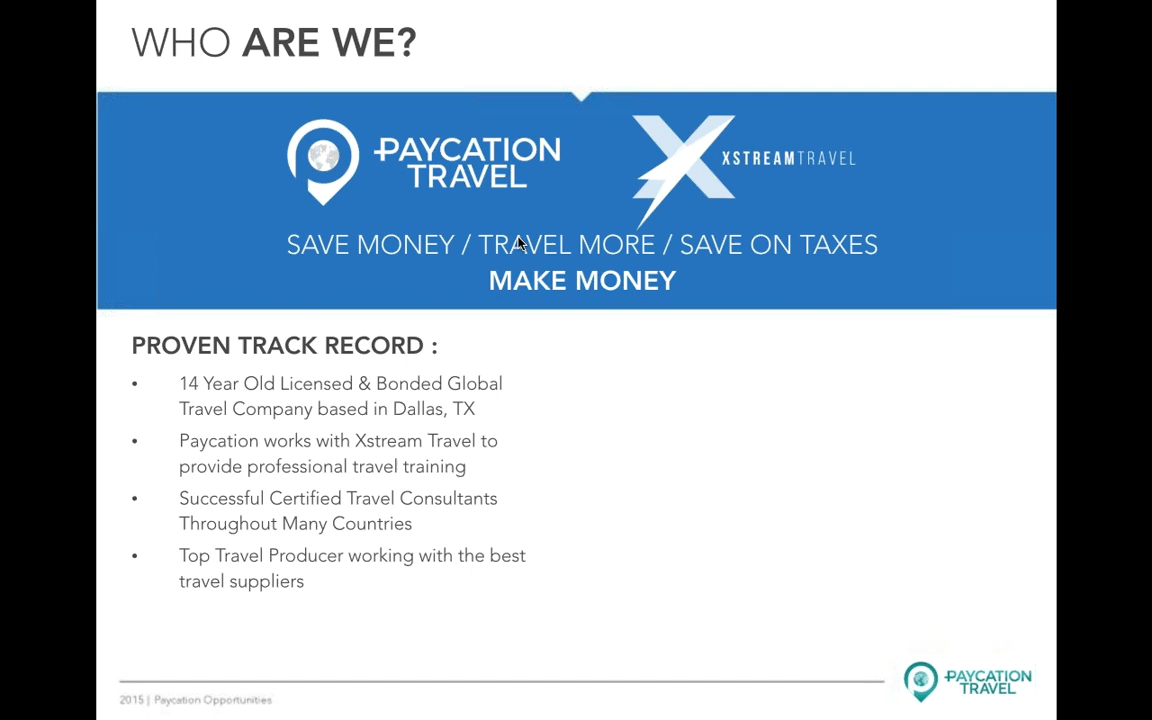 WHO ARE WE?
PAYCATION
TRAVEL
XSTREAMTRAVEL
SAVE MONEY / TRAVEL MORE / SAVE ON TAXES
MAKE MONEY
PROVEN TRACK RECORD :
• 14 Year Old Licensed & Bonded Global
Travel Company based in Dallas, TX
• Paycation works with Xstream Travel to
provide professional travel training
• Successful Certified Travel Consultants
Throughout Many Countries
• Top Travel Producer working with the best
travel suppliers
2015 | Paycation Opportunities
PAYCATION
TRAVEL